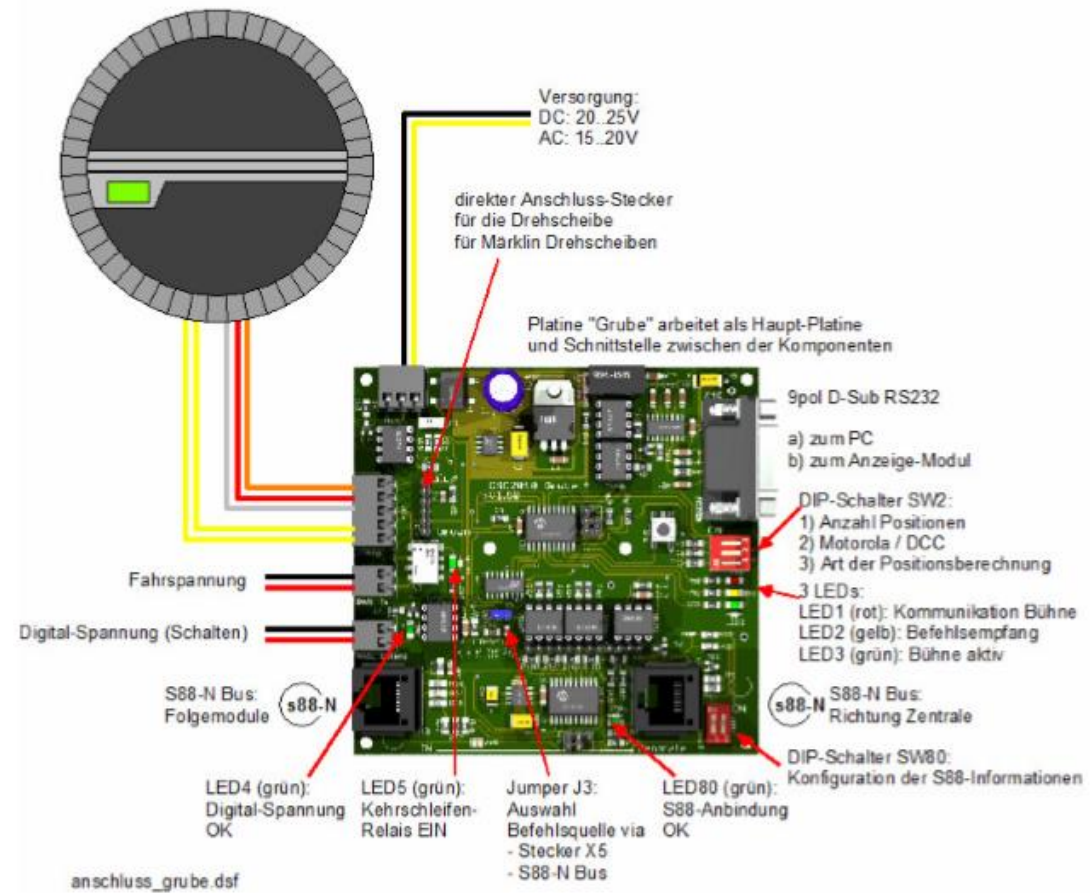 Versorgung:
DC: 20..25V
AC: 15..20V
direkter Anschluss-Stecker
für die Drehscheibe
für Märklin Drehscheiben
Platine "Grube" arbeitet als Haupt-Platine
und Schnittstelle zwischen der Komponenten
9pol D-Sub RS232
a) zum PC
b) zum Anzeige-Modul
DIP-Schalter SW2:
1) Anzahl Positionen
2) Motorola / DCC
3) Art der Positionsberechnung
3 LEDs:
LED1 (rot): Kommunikation Bühne
LED2 (gelb): Befehlsempfang
LED3 (grün): Bühne aktiv
Fahrspannung
Digital-Spannung (Schalten)
S88-N Bus:
Folgemodule
s88-N
s88-N
S88-N Bus:
Richtung Zentrale
DIP-Schalter SW80:
Konfiguration der S88-Informationen
LED4 (grün):
Digital-Spannung
OK
LED5 (grün):
Kehrschleifen-
Relais EIN
Jumper J3:
Auswahl
Befehlsquelle via
- Stecker X5
- S88-N Bus
LED80 (grün):
S88-Anbindung
OK
anschluss_grube.dsf